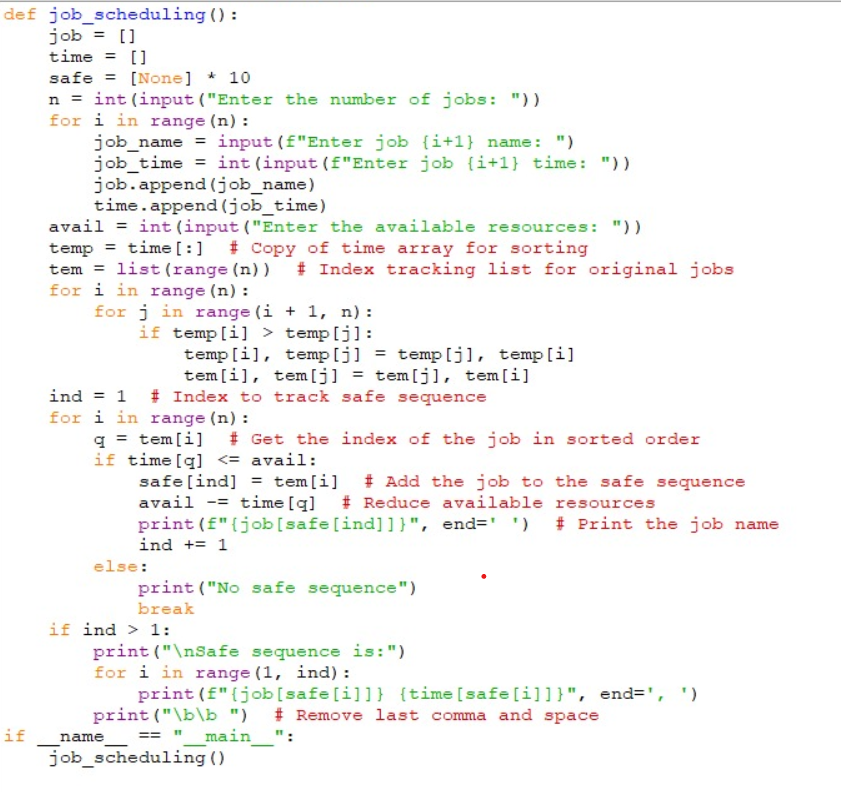 def job_scheduling():
    job = []
    time = []
    safe = [None] * 10
    n = int(input("Enter the number of jobs: "))
    for i in range(n):
        job_name = input(f"Enter job {i+1} name: ")
        job_time = int(input(f"Enter job {i+1} time: "))
        job.append(job_name)
        time.append(job_time)
    avail = int(input("Enter the available resources: "))
    temp = time[:]  # Copy of time array for sorting
    tem = list(range(n))  # Index tracking list for original jobs
    for i in range(n):
        for j in range(i + 1, n):
            if temp[i] > temp[j]:
                temp[i], temp[j] = temp[j], temp[i]
                tem[i], tem[j] = tem[j], tem[i]
    ind = 1  # Index to track safe sequence
    for i in range(n):
        q = tem[i]  # Get the index of the job in sorted order
        if time[q] <= avail:
            safe[ind] = tem[i]  # Add the job to the safe sequence
            avail -= time[q]  # Reduce available resources
            print(f"{job[safe[ind]]}", end=' ')  # Print the job name
            ind += 1
        else:
            print("No safe sequence")
            break
    if ind > 1:
        print("\nSafe sequence is:")
        for i in range(1, ind):
            print(f"{job[safe[i]]} {time[safe[i]]}", end=', ')
        print("\b\b ")  # Remove last comma and space
if __name__ == "__main__":
    job_scheduling()